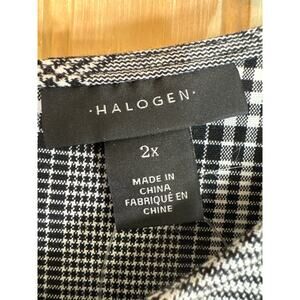 ·HALOGEN·
2x
MADE IN
CHINA
FABRIQUÉ EN
CHINE